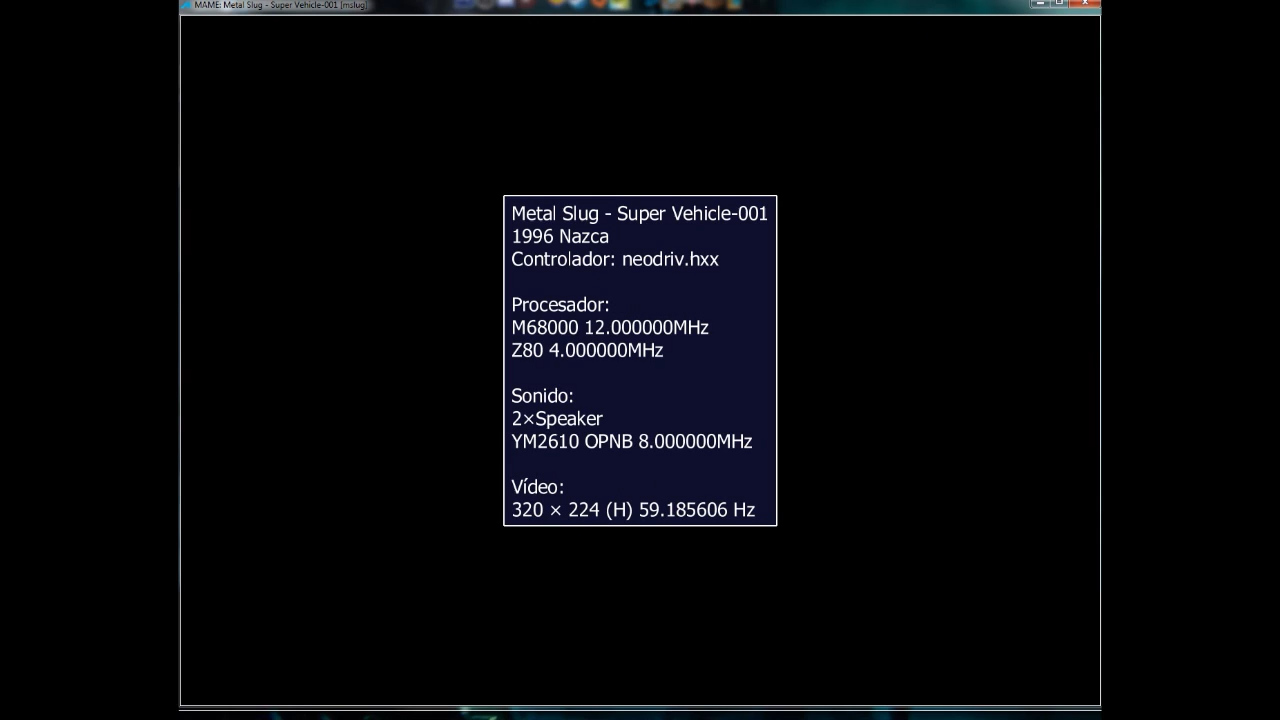 MAME: Metal Slug - Super Vehicle-001 [mslug]
Metal Slug - Super Vehicle-001
1996 Nazca
Controlador: neodriv.hxx
Procesador:
M68000 12.000000MHz
Z80 4.000000MHz
Sonido:
2×Speaker
YM2610 OPNB 8.000000MHz
Vídeo:
320 × 224 (H) 59.185606 Hz